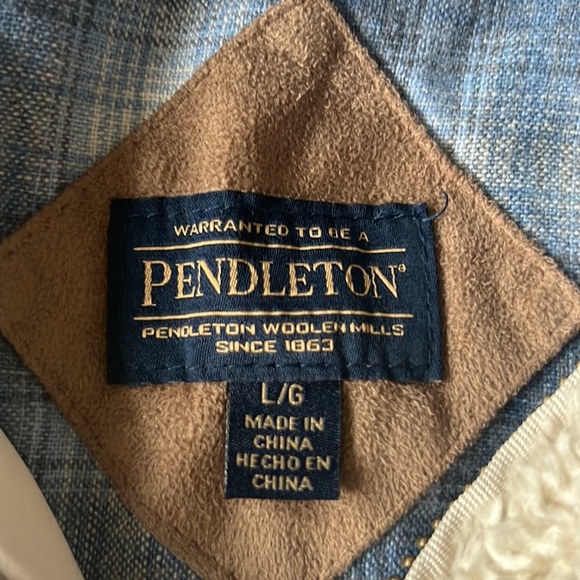 WARRANTED TO BE A
PENDLETON®
PENDLETON WOOLEN MILLS
SINCE 1863
L/G
MADE IN
CHINA
HECHO EN
CHINA